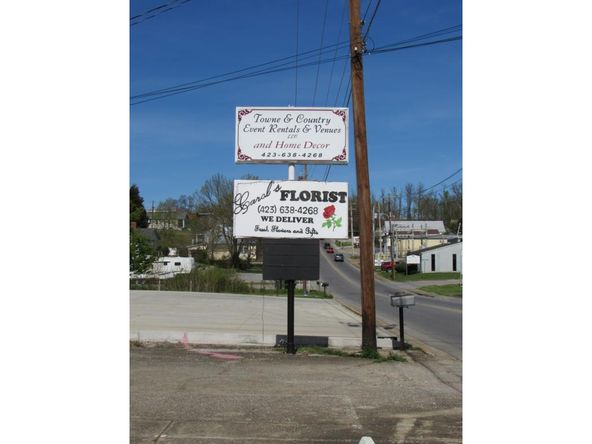 Towne & Country
Event Rentals & Venues
LLC
and Home Decor
423-638-4268
Carol's FLORIST
(423) 638-4268
WE DELIVER
Fresh Flowers and Gifts